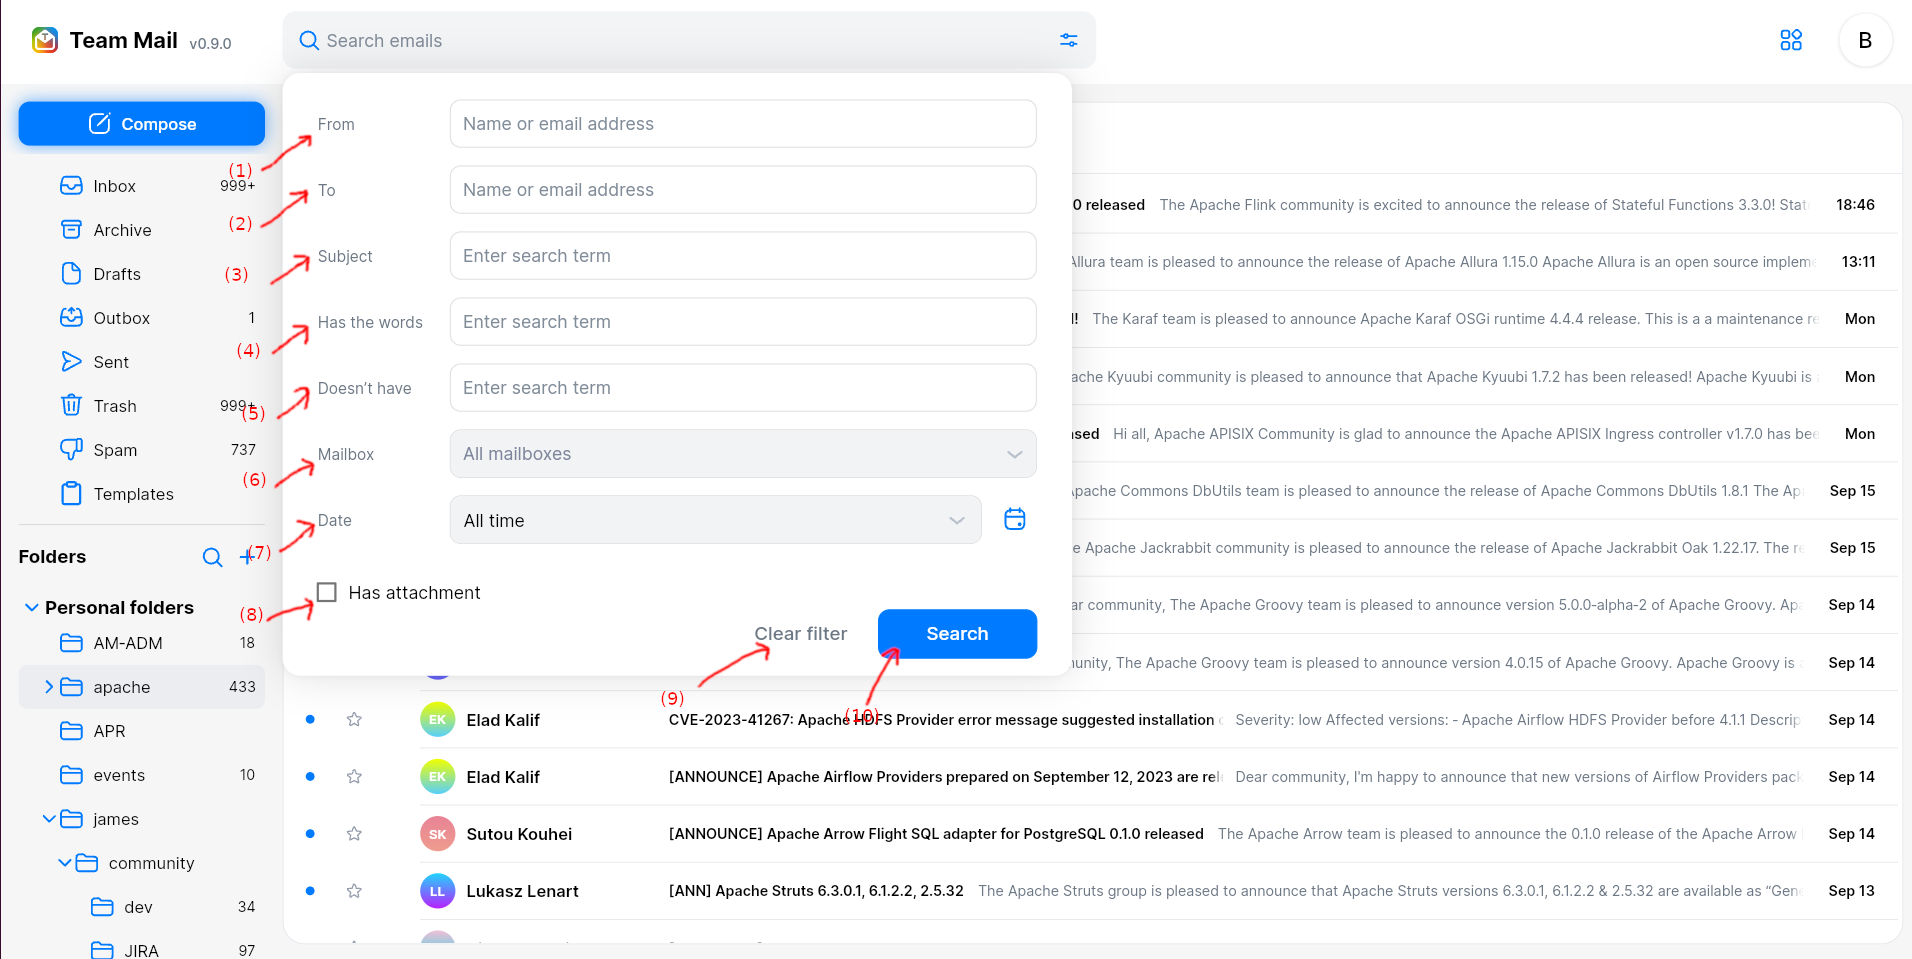 Team Mail v0.9.0
Search emails
B
Compose
Inbox 999+
Archive
Drafts
Outbox 1
Sent
Trash 999+
Spam 737
Templates
Folders
Personal folders
AM-ADM 18
apache 433
APR
events 10
james
community
dev 34
JIRA 97
(1) From Name or email address
(2) To Name or email address
(3) Subject Enter search term
(4) Has the words Enter search term
(5) Doesn't have Enter search term
(6) Mailbox All mailboxes
(7) Date All time
(8) Has attachment
(9) Clear filter
(10) Search
0 released The Apache Flink community is excited to announce the release of Stateful Functions 3.3.0! 18:46
Allura team is pleased to announce the release of Apache Allura 1.15.0 Apache Allura is an open source impleme 13:11
! The Karaf team is pleased to announce Apache Karaf OSGi runtime 4.4.4 release. This is a a maintenance re Mon
ache Kyuubi community is pleased to announce that Apache Kyuubi 1.7.2 has been released! Apache Kyuubi is Mon
ased Hi all, Apache APISIX Community is glad to announce the Apache APISIX Ingress controller v1.7.0 has bee Mon
Apache Commons DbUtils team is pleased to announce the release of Apache Commons DbUtils 1.8.1 The Ap Sep 15
e Apache Jackrabbit community is pleased to announce the release of Apache Jackrabbit Oak 1.22.17. The re Sep 15
ar community, The Apache Groovy team is pleased to announce version 5.0.0-alpha-2 of Apache Groovy. Ap Sep 14
unity, The Apache Groovy team is pleased to announce version 4.0.15 of Apache Groovy. Apache Groovy is Sep 14
EK Elad Kalif CVE-2023-41267: Apache HDFS Provider error message suggested installation Severity: low Affected versions: - Apache Airflow HDFS Provider before 4.1.1 Descrip Sep 14
EK Elad Kalif [ANNOUNCE] Apache Airflow Providers prepared on September 12, 2023 are rel Dear community, I'm happy to announce that new versions of Airflow Providers pack Sep 14
SK Sutou Kouhei [ANNOUNCE] Apache Arrow Flight SQL adapter for PostgreSQL 0.1.0 released The Apache Arrow team is pleased to announce the 0.1.0 release of the Apache Arrow Sep 14
LL Lukasz Lenart [ANN] Apache Struts 6.3.0.1, 6.1.2.2, 2.5.32 The Apache Struts group is pleased to announce that Apache Struts versions 6.3.0.1, 6.1.2.2 & 2.5.32 are available as “Gen Sep 13